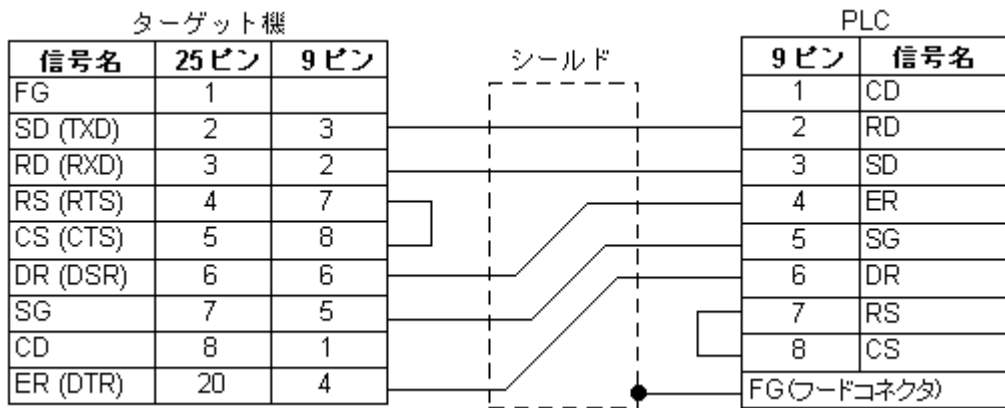 ターゲット機
信号名 25ピン 9ピン
FG 1
SD (TXD) 2 3
RD (RXD) 3 2
RS (RTS) 4 7
CS (CTS) 5 8
DR (DSR) 6 6
SG 7 5
CD 8 1
ER (DTR) 20 4
シールド
PLC
9ピン 信号名
1 CD
2 RD
3 SD
4 ER
5 SG
6 DR
7 RS
8 CS
FG(フードコネクタ)